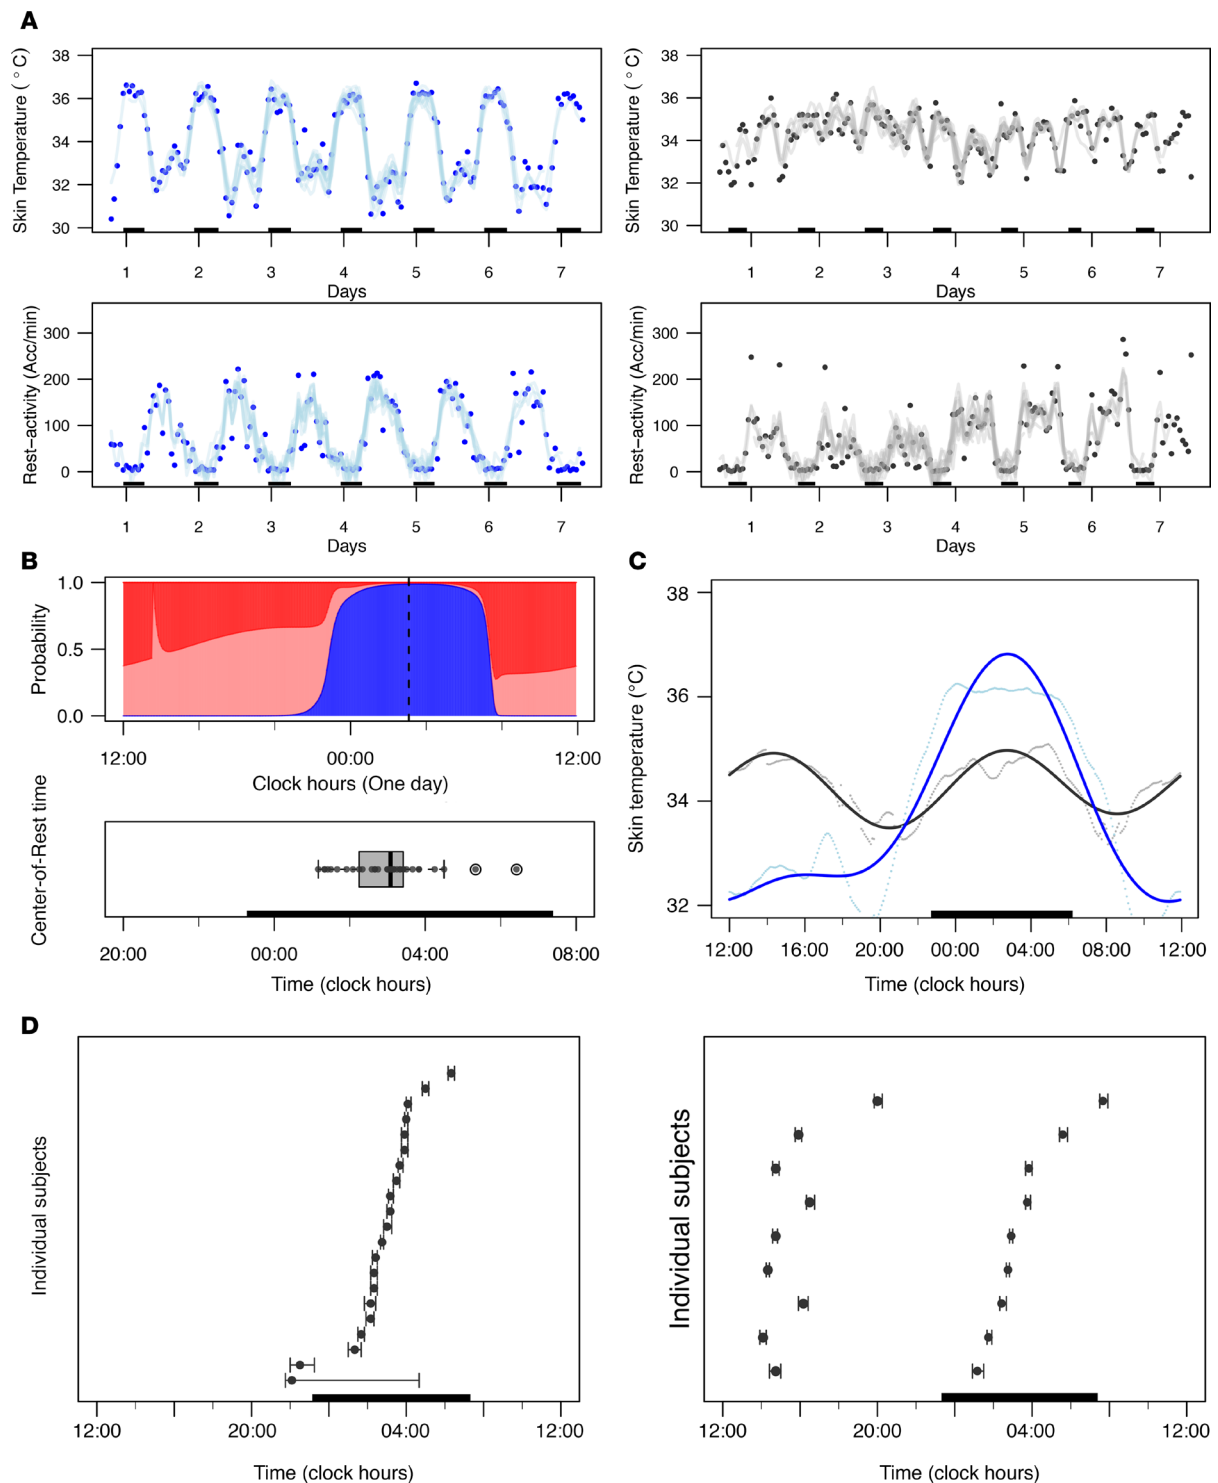 A
Skin Temperature ( ° C)
38
36
34
32
30
1 2 3 4 5 6 7
Days
Skin Temperature ( ° C)
38
36
34
32
30
1 2 3 4 5 6 7
Days
Rest−activity (Acc/min)
300
200
100
0
1 2 3 4 5 6 7
Days
Rest−activity (Acc/min)
300
200
100
0
1 2 3 4 5 6 7
Days
B
Probability
1.0
0.5
0.0
12:00 00:00 12:00
Clock hours (One day)
Center-of-Rest time
20:00 00:00 04:00 08:00
Time (clock hours)
C
Skin temperature (°C)
38
36
34
32
12:00 16:00 20:00 00:00 04:00 08:00 12:00
Time (clock hours)
D
Individual subjects
12:00 20:00 04:00 12:00
Time (clock hours)
Individual subjects
12:00 20:00 04:00 12:00
Time (clock hours)